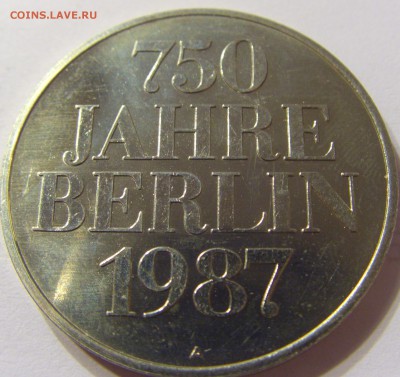 COINS.LAVE.RU
750
JAHRE
BERLIN
1987
A